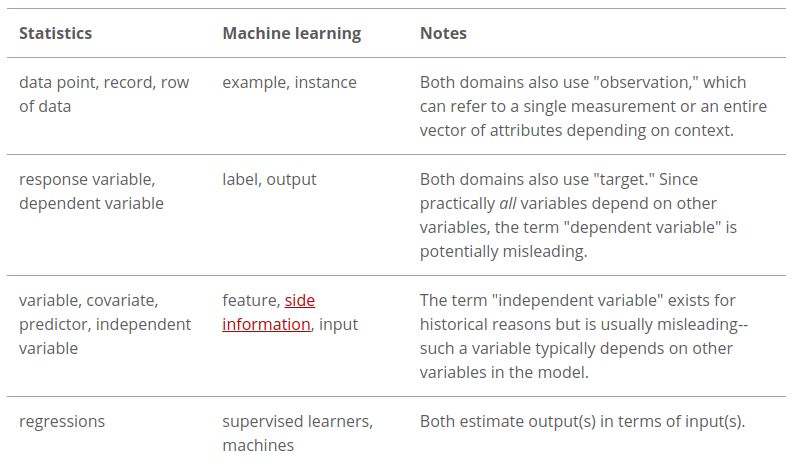 Statistics Machine learning Notes
data point, record, row example, instance Both domains also use "observation," which
of data can refer to a single measurement or an entire
vector of attributes depending on context.
response variable, label, output Both domains also use "target." Since
dependent variable practically all variables depend on other
variables, the term "dependent variable" is
potentially misleading.
variable, covariate, feature, side The term "independent variable" exists for
predictor, independent information, input historical reasons but is usually misleading--
variable such a variable typically depends on other
variables in the model.
regressions supervised learners, Both estimate output(s) in terms of input(s).
machines